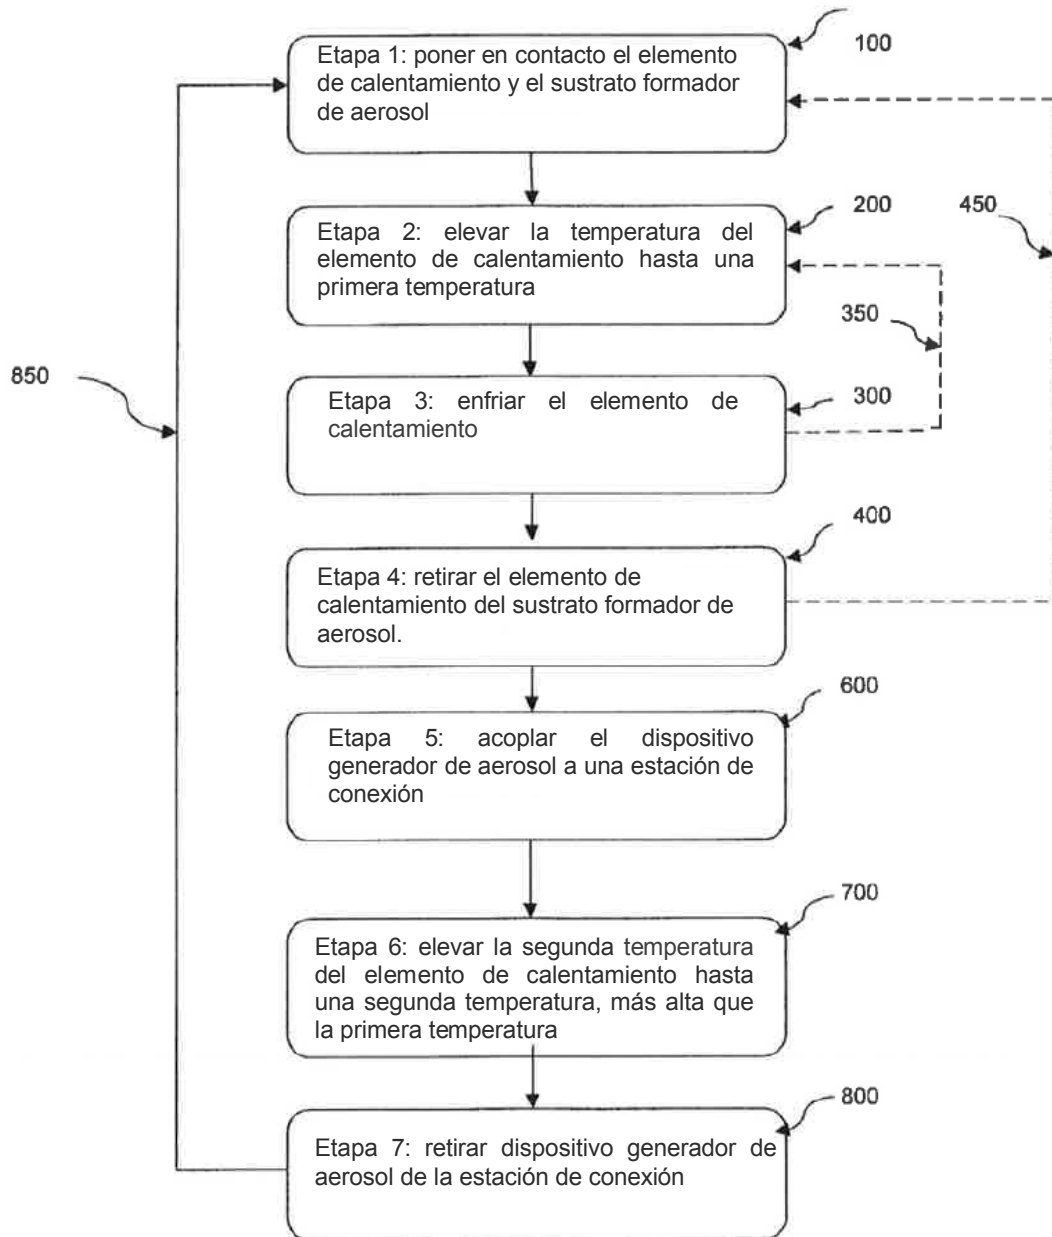 Etapa 1: poner en contacto el elemento
de calentamiento y el sustrato formador
de aerosol
100
Etapa 2: elevar la temperatura del
elemento de calentamiento hasta una
primera temperatura
200
450
350
850
Etapa 3: enfriar el elemento de
calentamiento
300
400
Etapa 4: retirar el elemento de
calentamiento del sustrato formador de
aerosol.
600
Etapa 5: acoplar el dispositivo
generador de aerosol a una estación de
conexión
700
Etapa 6: elevar la segunda temperatura
del elemento de calentamiento hasta
una segunda temperatura, más alta que
la primera temperatura
800
Etapa 7: retirar dispositivo generador de
aerosol de la estación de conexión